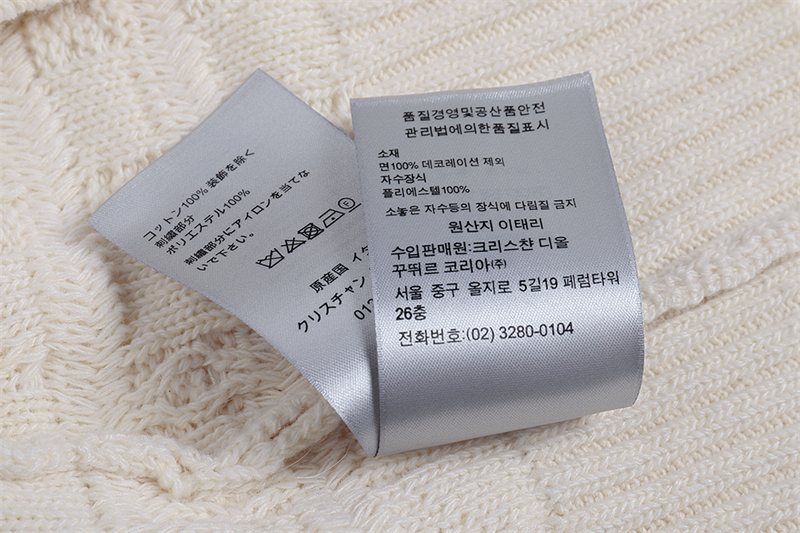 コットン100% 装飾を除く
刺繍部分
ポリエステル100%
刺繍部分にアイロンを当てな
いで下さい。
原産国 イタ
クリスチャン
012
품질경영및공산품안전
관리법에의한품질표시
소재
면100% 데코레이션 제외
자수장식
플리에스텔100%
소농은 자수등의 장식에 다림질 금지
원산지 이태리
수입판매원:크리스챤 디올
꾸뛰르 코리아(주)
서울 중구 올지로 5길19 페럼타워
26층
전화번호:(02) 3280-0104